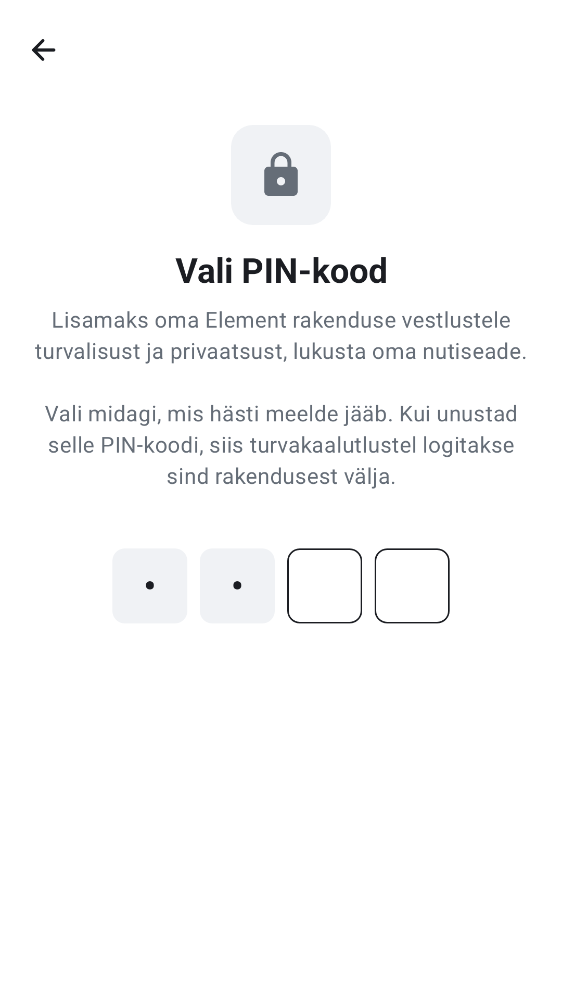 Vali PIN-kood
Lisamaks oma Element rakenduse vestlustele
turvalisust ja privaatsust, lukusta oma nutiseade.
Vali midagi, mis hästi meelde jääb. Kui unustad
selle PIN-koodi, siis turvakaalutlustel logitakse
sind rakendusest välja.